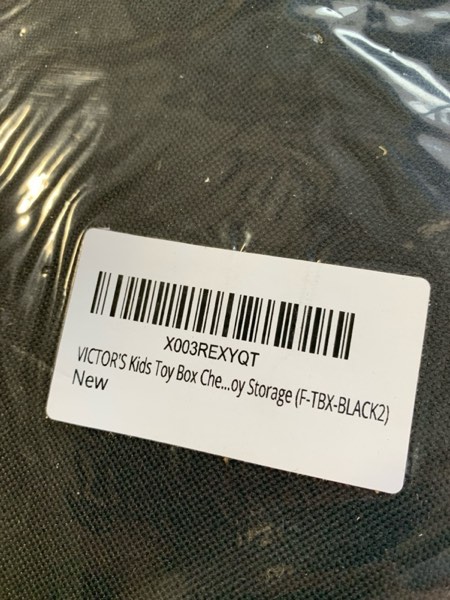 X003REXYQT
VICTOR'S Kids Toy Box Che...oy Storage (F-TBX-BLACK2)
New